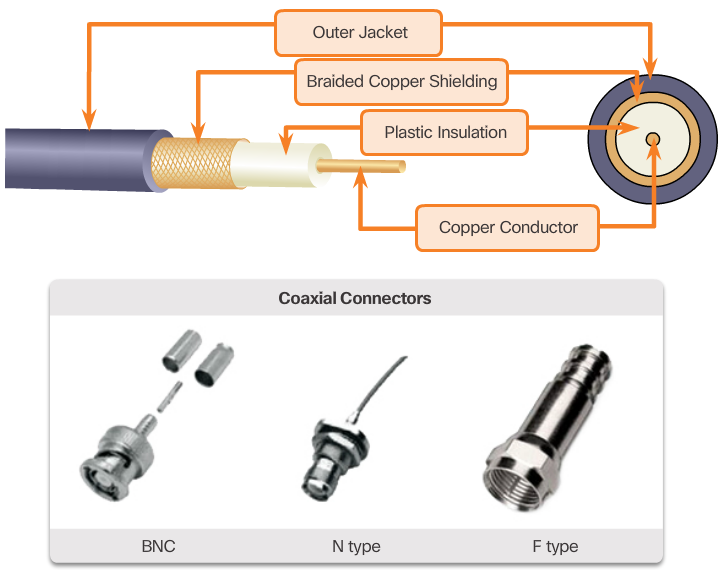 Outer Jacket
Braided Copper Shielding
Plastic Insulation
Copper Conductor
Coaxial Connectors
BNC
N type
F type